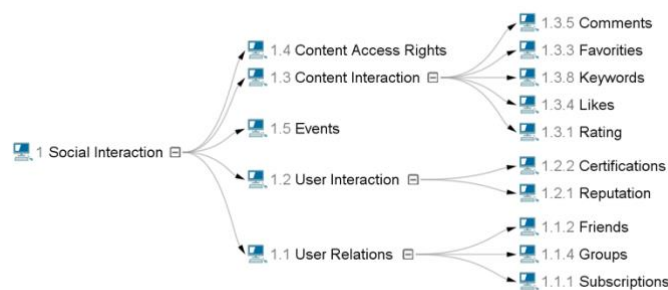 1.3.5 Comments
1.4 Content Access Rights
1.3.3 Favorities
1.3 Content Interaction
1.3.8 Keywords
1.3.4 Likes
1.5 Events
1.3.1 Rating
1 Social Interaction
1.2.2 Certifications
1.2 User Interaction
1.2.1 Reputation
1.1.2 Friends
1.1 User Relations
1.1.4 Groups
1.1.1 Subscriptions